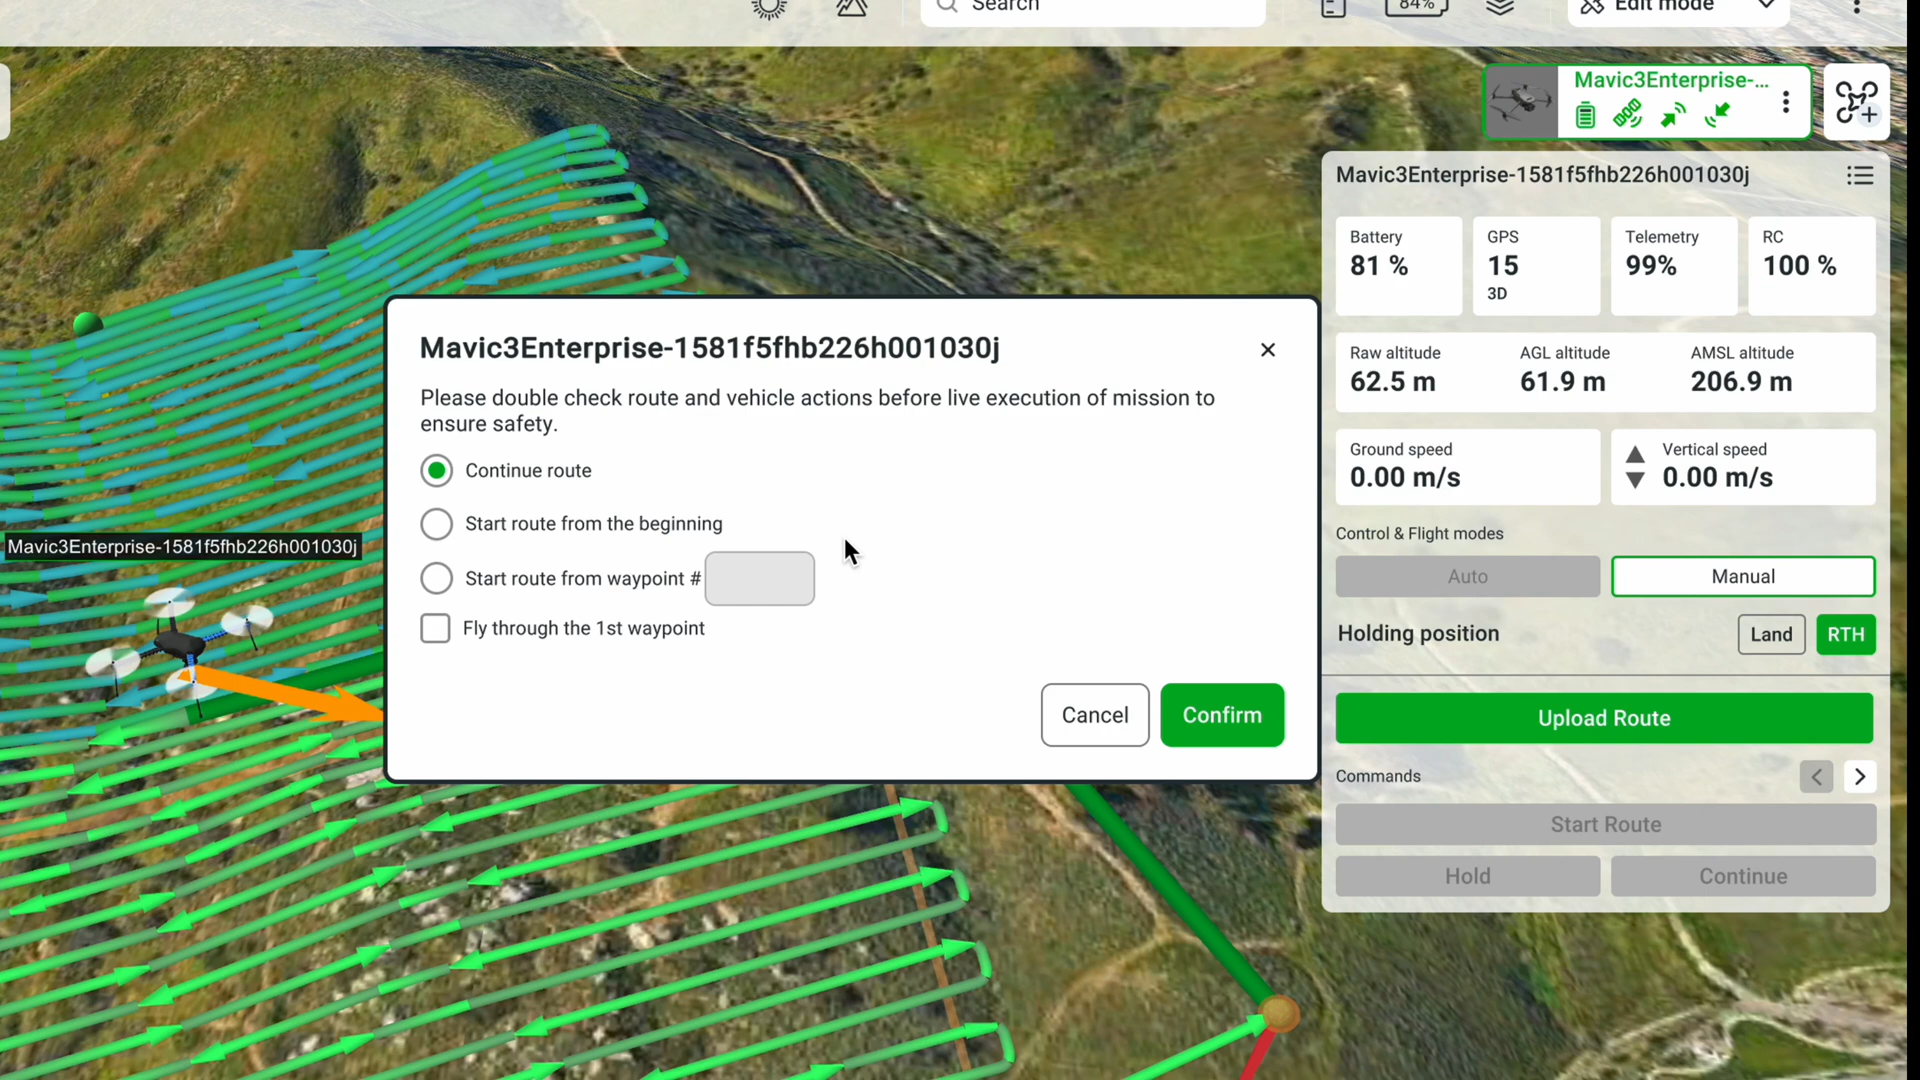 Search
84%
Edit mode
Mavic3Enterprise-...
Mavic3Enterprise-1581f5fhb226h001030j
Battery
81 %
GPS
15
3D
Telemetry
99%
RC
100 %
Raw altitude
62.5 m
AGL altitude
61.9 m
AMSL altitude
206.9 m
Ground speed
0.00 m/s
Vertical speed
0.00 m/s
Control & Flight modes
Auto
Manual
Holding position
Land
RTH
Upload Route
Commands
Start Route
Hold
Continue
Mavic3Enterprise-1581f5fhb226h001030j
Please double check route and vehicle actions before live execution of mission to
ensure safety.
Continue route
Start route from the beginning
Start route from waypoint #
Fly through the 1st waypoint
Cancel
Confirm
Mavic3Enterprise-1581f5fhb226h001030j